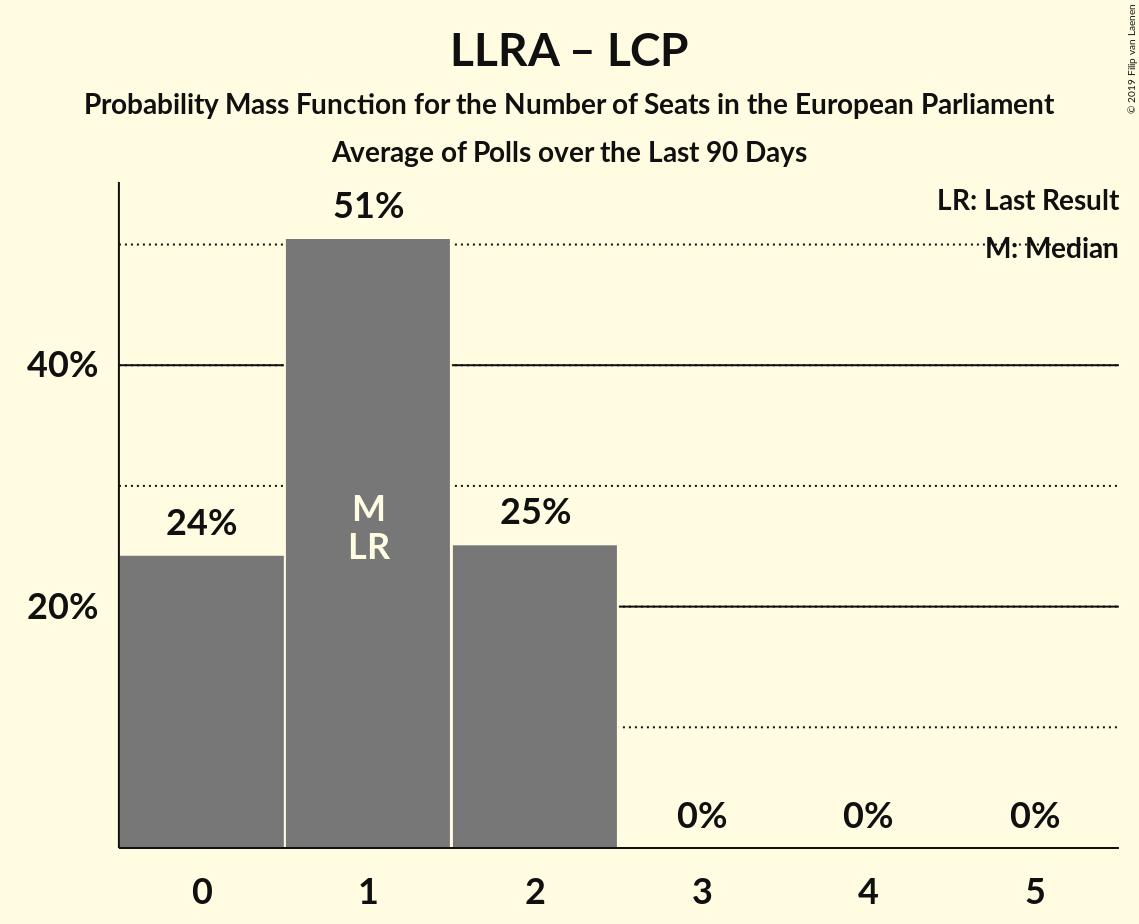 LLRA – LCP
Probability Mass Function for the Number of Seats in the European Parliament
Average of Polls over the Last 90 Days
© 2019 Filip van Laenen
LR: Last Result
M: Median
51%
40%
M
LR
24%
25%
20%
0%
0%
0%
0
1
2
3
4
5